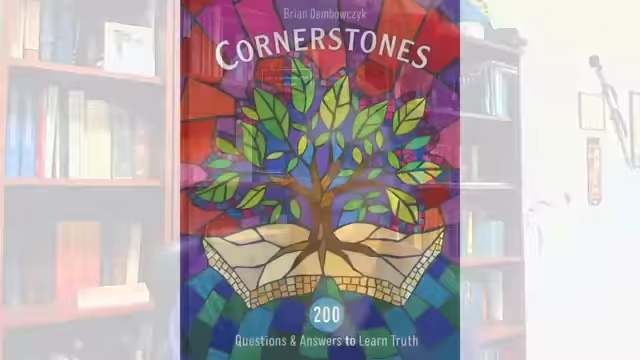 Brian Dembowczyk
CORNERSTONES
200
Questions & Answers to Learn Truth